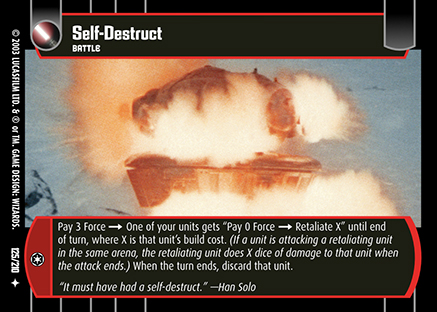 Self-Destruct
BATTLE
© 2003 LUCASFILM LTD. & ® or TM. GAME DESIGN: WIZARDS.
125/210
Pay 3 Force → One of your units gets “Pay 0 Force → Retaliate X” until end
of turn, where X is that unit’s build cost. (If a unit is attacking a retaliating unit
in the same arena, the retaliating unit does X dice of damage to that unit when
the attack ends.) When the turn ends, discard that unit.
“It must have had a self-destruct.” —Han Solo